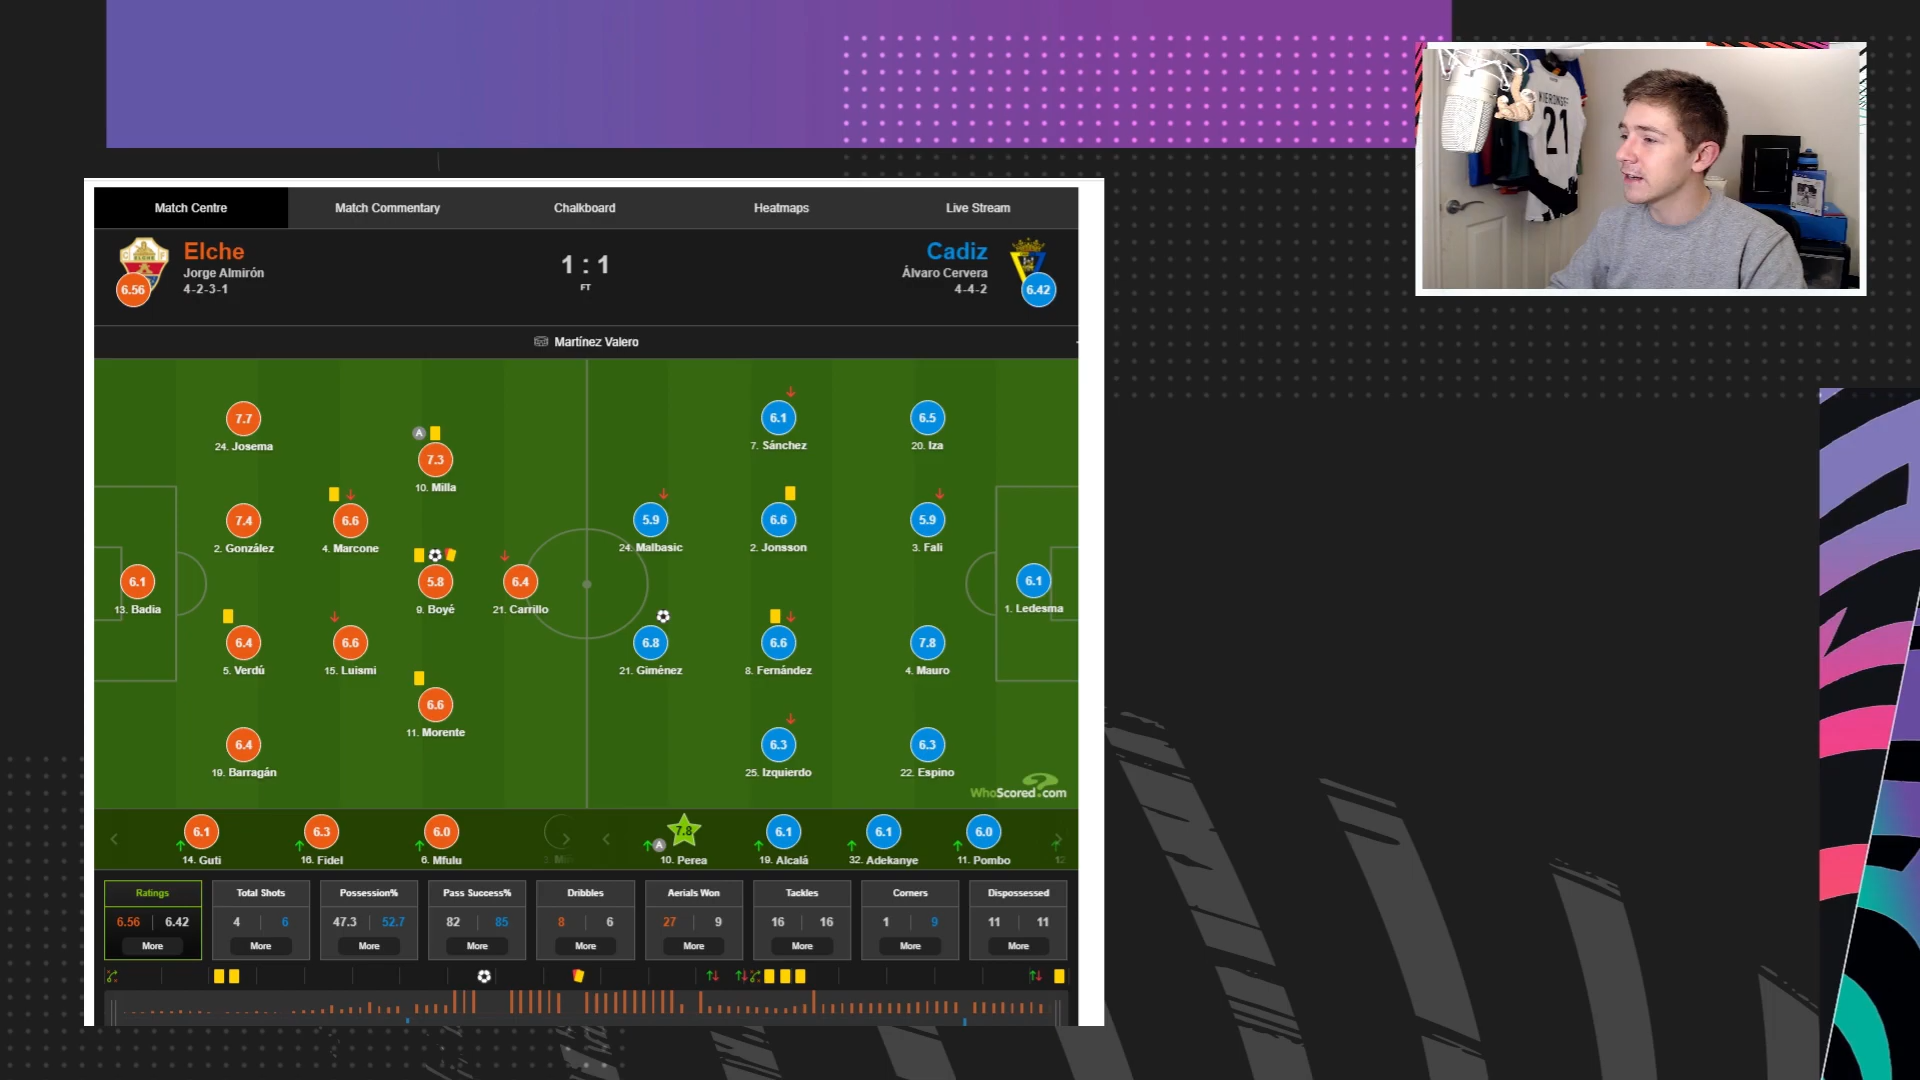 Match Centre
Match Commentary
Chalkboard
Heatmaps
Live Stream
Elche
Jorge Almirón
4-2-3-1
6.56
1 : 1
FT
Cadiz
Álvaro Cervera
4-4-2
6.42
Martínez Valero
7.7
24. Josema
7.4
2. González
6.1
13. Badia
6.4
5. Verdú
6.4
19. Barragán
6.6
4. Marcone
6.6
15. Luismi
A
7.3
10. Milla
5.8
9. Boyé
6.6
11. Morente
6.4
21. Carrillo
5.9
24. Malbasic
6.8
21. Giménez
6.1
7. Sánchez
6.6
2. Jonsson
6.6
8. Fernández
6.3
25. Izquierdo
6.5
20. Iza
5.9
3. Fali
7.8
4. Mauro
6.3
22. Espino
6.1
1. Ledesma
WhoScored.com
6.1
14. Guti
6.3
16. Fidel
6.0
6. Mfulu
7.8
A
10. Perea
6.1
19. Alcalá
6.1
32. Adekanye
6.0
11. Pombo
12
Ratings
6.56 6.42
More
Total Shots
4 6
More
Possession%
47.3 52.7
More
Pass Success%
82 85
More
Dribbles
8 6
More
Aerials Won
27 9
More
Tackles
16 16
More
Corners
1 9
More
Dispossessed
11 11
More
21